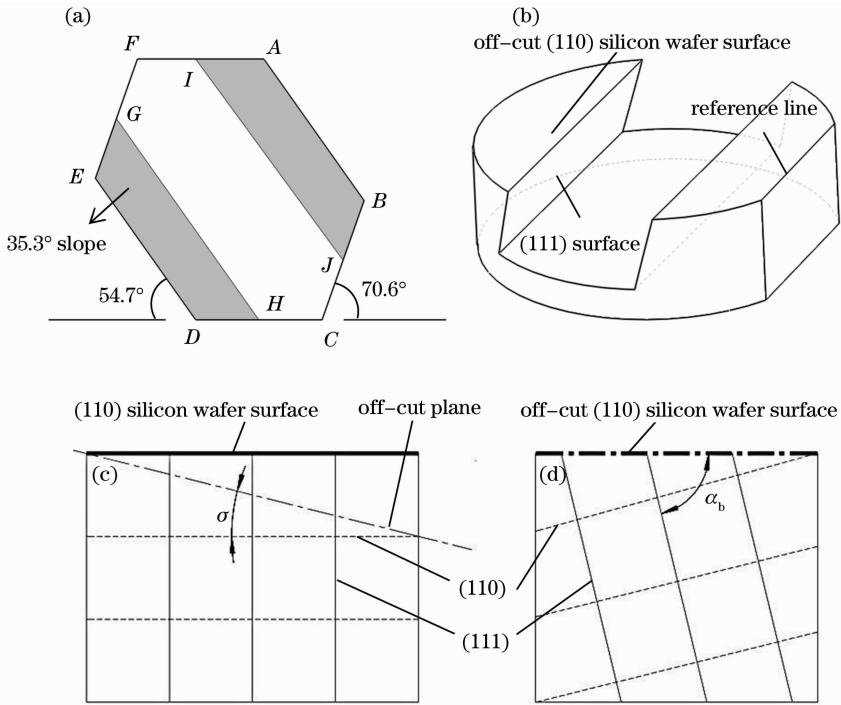 (a)
F
A
I
G
E
B
35.3° slope
J
54.7°
H
70.6°
D
C
(b)
off-cut (110) silicon wafer surface
reference line
(111) surface
(110) silicon wafer surface
off-cut plane
(c)
σ
(110)
(111)
off-cut (110) silicon wafer surface
(d)
αb